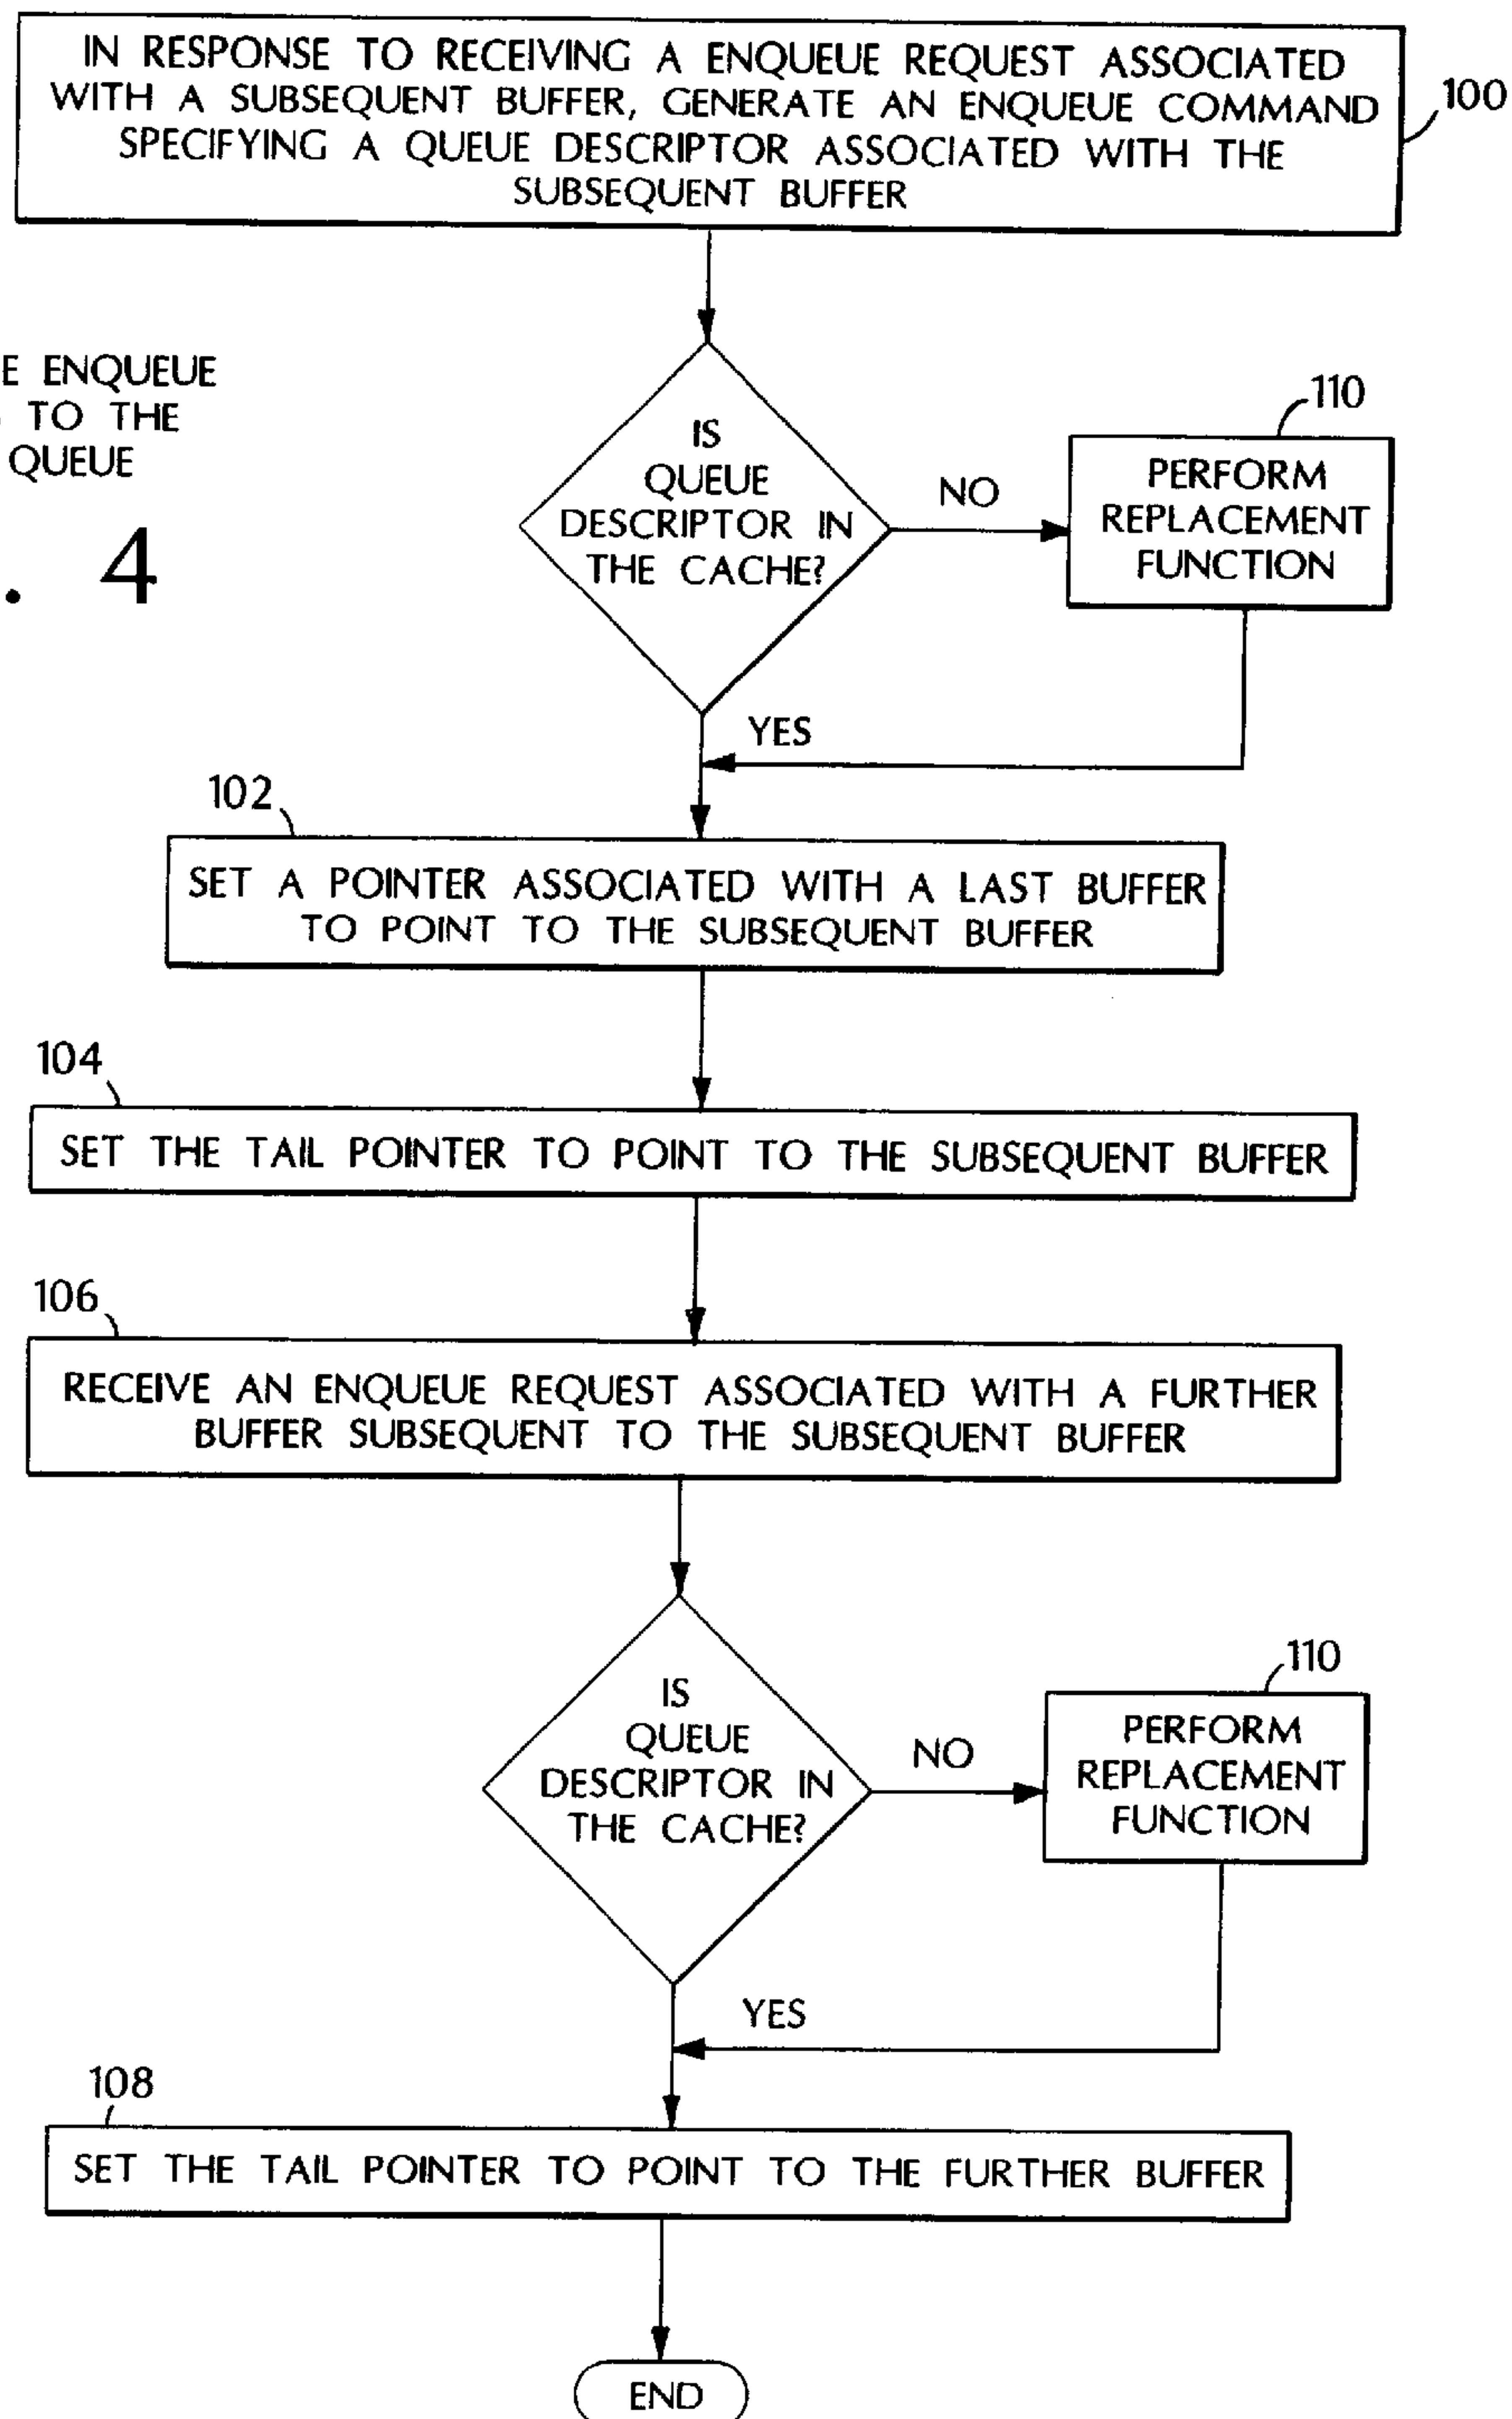 IN RESPONSE TO RECEIVING A ENQUEUE REQUEST ASSOCIATED
WITH A SUBSEQUENT BUFFER, GENERATE AN ENQUEUE COMMAND
SPECIFYING A QUEUE DESCRIPTOR ASSOCIATED WITH THE
SUBSEQUENT BUFFER
100
E ENQUEUE
TO THE
QUEUE
. 4
IS
QUEUE
DESCRIPTOR IN
THE CACHE?
NO
110
PERFORM
REPLACEMENT
FUNCTION
YES
102
SET A POINTER ASSOCIATED WITH A LAST BUFFER
TO POINT TO THE SUBSEQUENT BUFFER
104
SET THE TAIL POINTER TO POINT TO THE SUBSEQUENT BUFFER
106
RECEIVE AN ENQUEUE REQUEST ASSOCIATED WITH A FURTHER
BUFFER SUBSEQUENT TO THE SUBSEQUENT BUFFER
IS
QUEUE
DESCRIPTOR IN
THE CACHE?
NO
110
PERFORM
REPLACEMENT
FUNCTION
YES
108
SET THE TAIL POINTER TO POINT TO THE FURTHER BUFFER
END